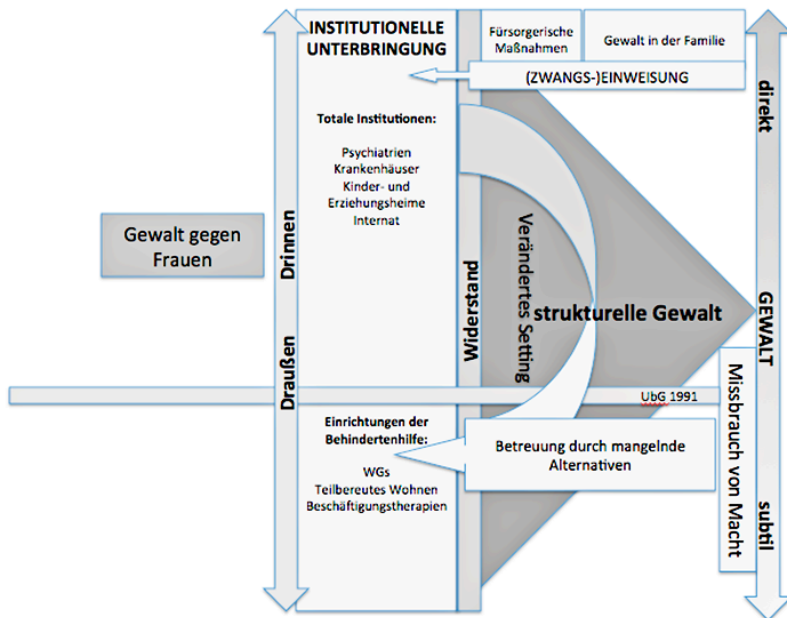 INSTITUTIONELLE
UNTERBRINGUNG
Fürsorgerische
Maßnahmen
Gewalt in der Familie
(ZWANGS-)EINWEISUNG
Totale Institutionen:
Psychiatrien
Krankenhäuser
Kinder- und
Erziehungsheime
Internat
Gewalt gegen
Frauen
Drinnen
Draußen
Widerstand
Verändertes Setting
strukturelle Gewalt
direkt
GEWALT
subtil
UbG 1991
Missbrauch von Macht
Einrichtungen der
Behindertenhilfe:
WGs
Teilbereutes Wohnen
Beschäftigungstherapien
Betreuung durch mangelnde
Alternativen